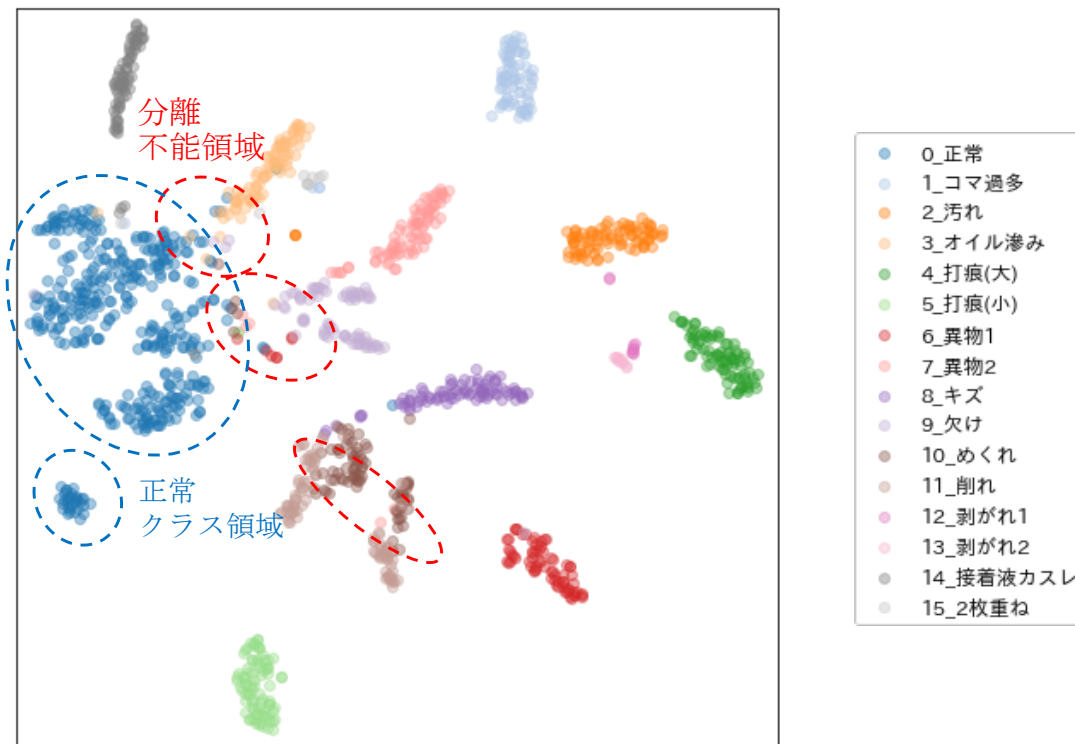 分離
不能領域
正常
クラス領域
0_正常
1_コマ過多
2_汚れ
3_オイル滲み
4_打痕(大)
5_打痕(小)
6_異物1
7_異物2
8_キズ
9_欠け
10_めくれ
11_削れ
12_剥がれ1
13_剥がれ2
14_接着液カスレ
15_2枚重ね